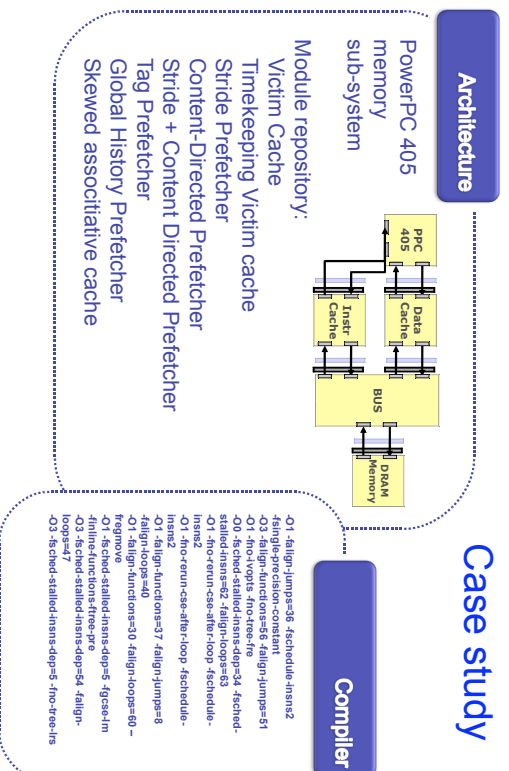 Case study
Architecture
PowerPC 405
memory
sub-system
PPC
405
Data
Cache
Instr
Cache
BUS
DRAM
Memory
Module repository:
Victim Cache
Timekeeping Victim cache
Stride Prefetcher
Content-Directed Prefetcher
Stride + Content Directed Prefetcher
Tag Prefetcher
Global History Prefetcher
Skewed associtiative cache
Compiler
-O1 -falign-jumps=36 -fschedule-insns2
-fsingle-precision-constant
-O3 -falign-functions=56 -falign-jumps=51
-O1 -fno-ivopts -fno-tree-fre
-O0 -fsched-stalled-insns-dep=34 -fsched-
stalled-insns=62 -falign-loops=63
-O1 -fno-rerun-cse-after-loop -fschedule-
insns2
-O1 -fno-rerun-cse-after-loop -fschedule-
insns2
-O1 -falign-functions=37 -falign-jumps=8
-falign-loops=40
-O1 -falign-functions=30 -falign-loops=60 –
fregmove
-O1 -fsched-stalled-insns-dep=5 -fgcse-lm
-finline-functions-ftree-pre
-O3 -fsched-stalled-insns-dep=54 -falign-
loops=47
-O3 -fsched-stalled-insns-dep=5 -fno-tree-lrs